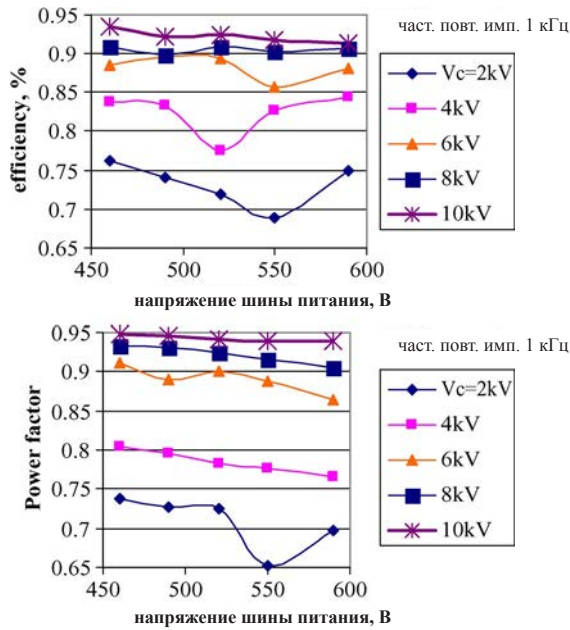 част. повт. имп. 1 кГц
efficiency, %
0.95
0.9
0.85
0.8
0.75
0.7
0.65
450 500 550 600
напряжение шины питания, В
Vc=2kV
4kV
6kV
8kV
10kV
част. повт. имп. 1 кГц
Power factor
0.95
0.9
0.85
0.8
0.75
0.7
0.65
450 500 550 600
напряжение шины питания, В
Vc=2kV
4kV
6kV
8kV
10kV